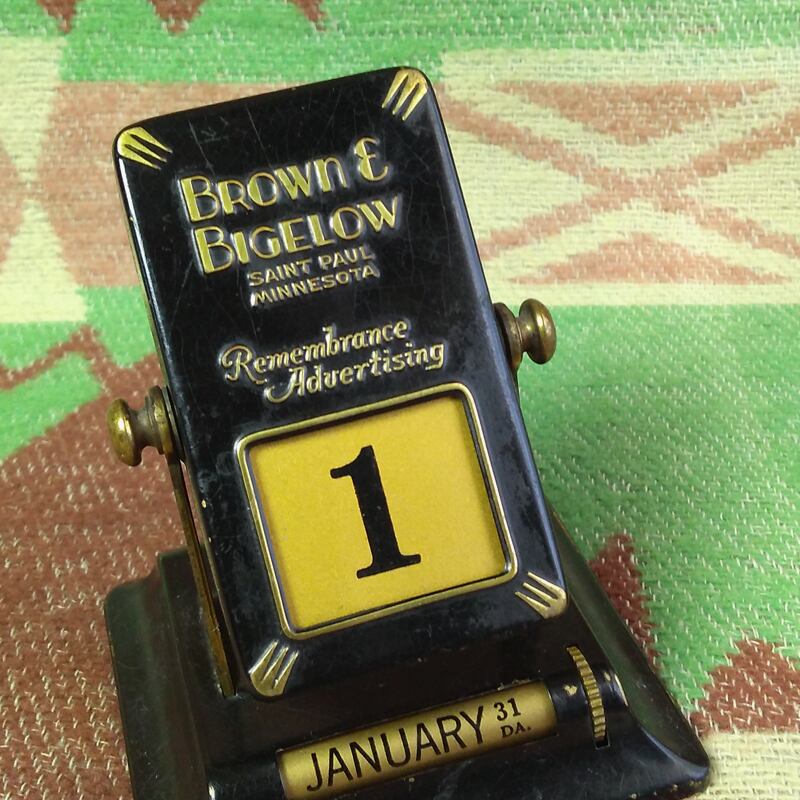 BROWN &
BIGELOW
SAINT PAUL
MINNESOTA
Remembrance
Advertising
1
JANUARY 31 DA.